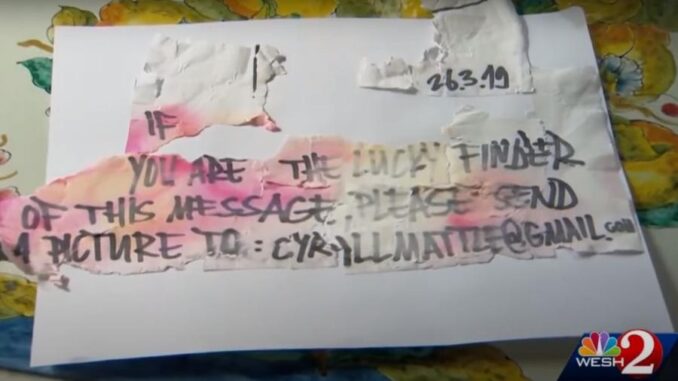 26.3.19
IF
YOU ARE THE LUCKY FINDER
OF THIS MESSAGE. PLEASE SEND
A PICTURE TO: CYRYLLMATTLE@GMAIL.COM
WESH 2